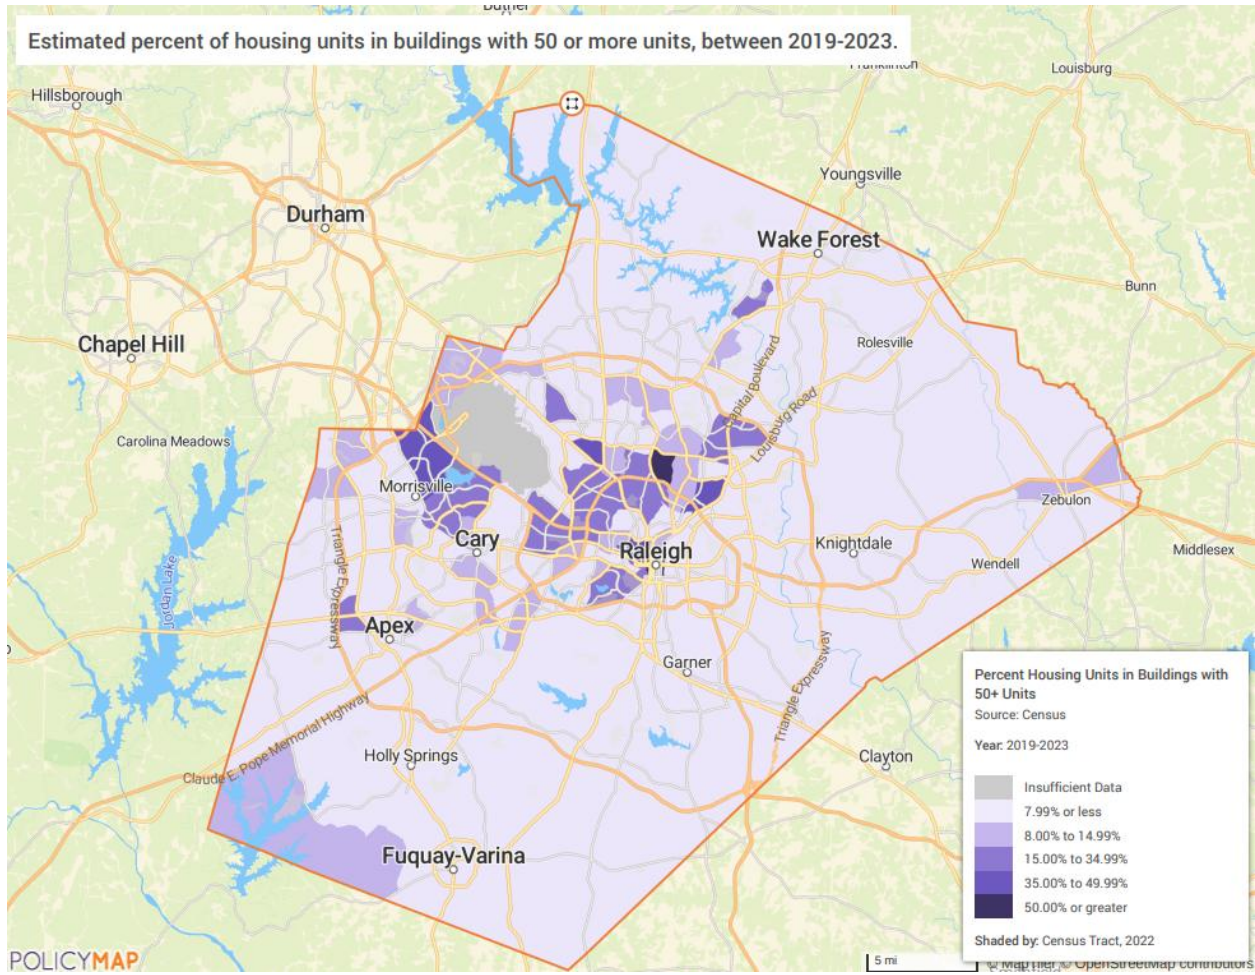 Butner
Estimated percent of housing units in buildings with 50 or more units, between 2019-2023.
Franklinton
Louisburg
Hillsborough
Youngsville
Durham
Wake Forest
Bunn
Chapel Hill
Rolesville
Capital Boulevard
Louisburg Road
Carolina Meadows
Morrisville
Zebulon
Triangle Expressway
Cary
Raleigh
Knightdale
Middlesex
Wendell
Jordan Lake
Apex
Garner
Triangle Expressway
Claude E. Pope Memorial Highway
Holly Springs
Clayton
Fuquay-Varina
Percent Housing Units in Buildings with
50+ Units
Source: Census
Year: 2019-2023
Insufficient Data
7.99% or less
8.00% to 14.99%
15.00% to 34.99%
35.00% to 49.99%
50.00% or greater
Shaded by: Census Tract, 2022
POLICYMAP
5 mi
© MapTiler © OpenStreetMap contributors